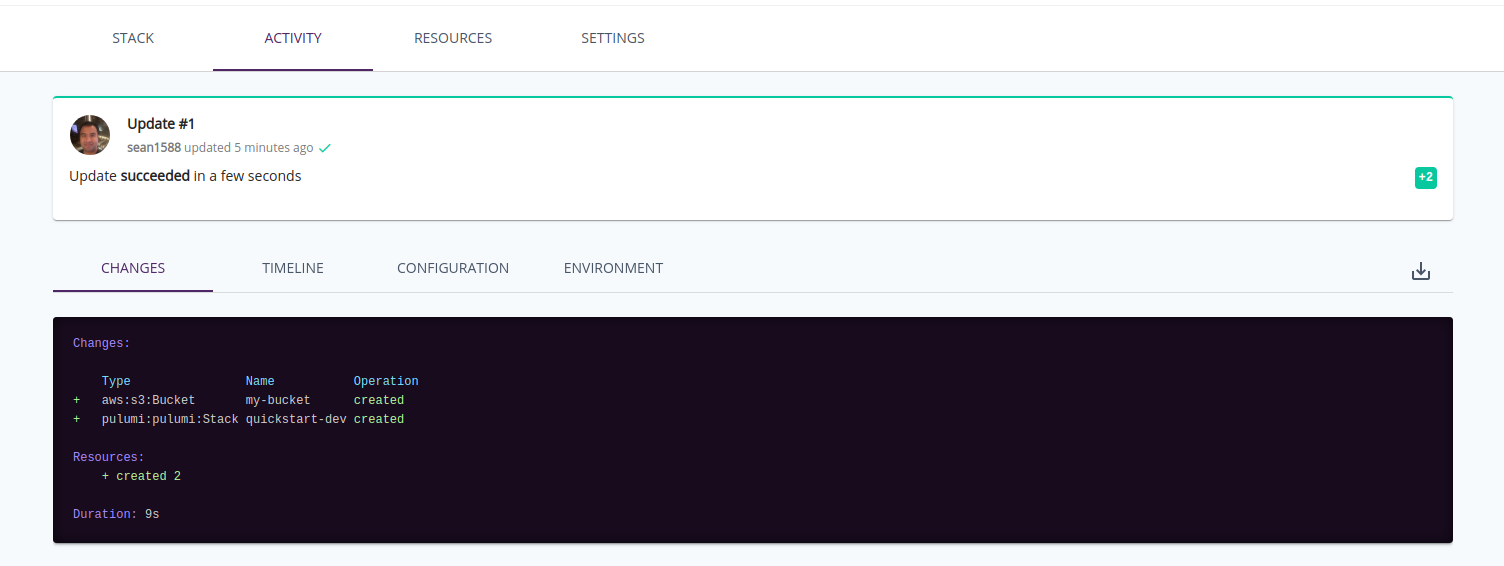 STACK ACTIVITY RESOURCES SETTINGS
Update #1
sean1588 updated 5 minutes ago
Update succeeded in a few seconds
+2
CHANGES TIMELINE CONFIGURATION ENVIRONMENT
Changes:
Type Name Operation
+ aws:s3:Bucket my-bucket created
+ pulumi:pulumi:Stack quickstart-dev created
Resources:
+ created 2
Duration: 9s